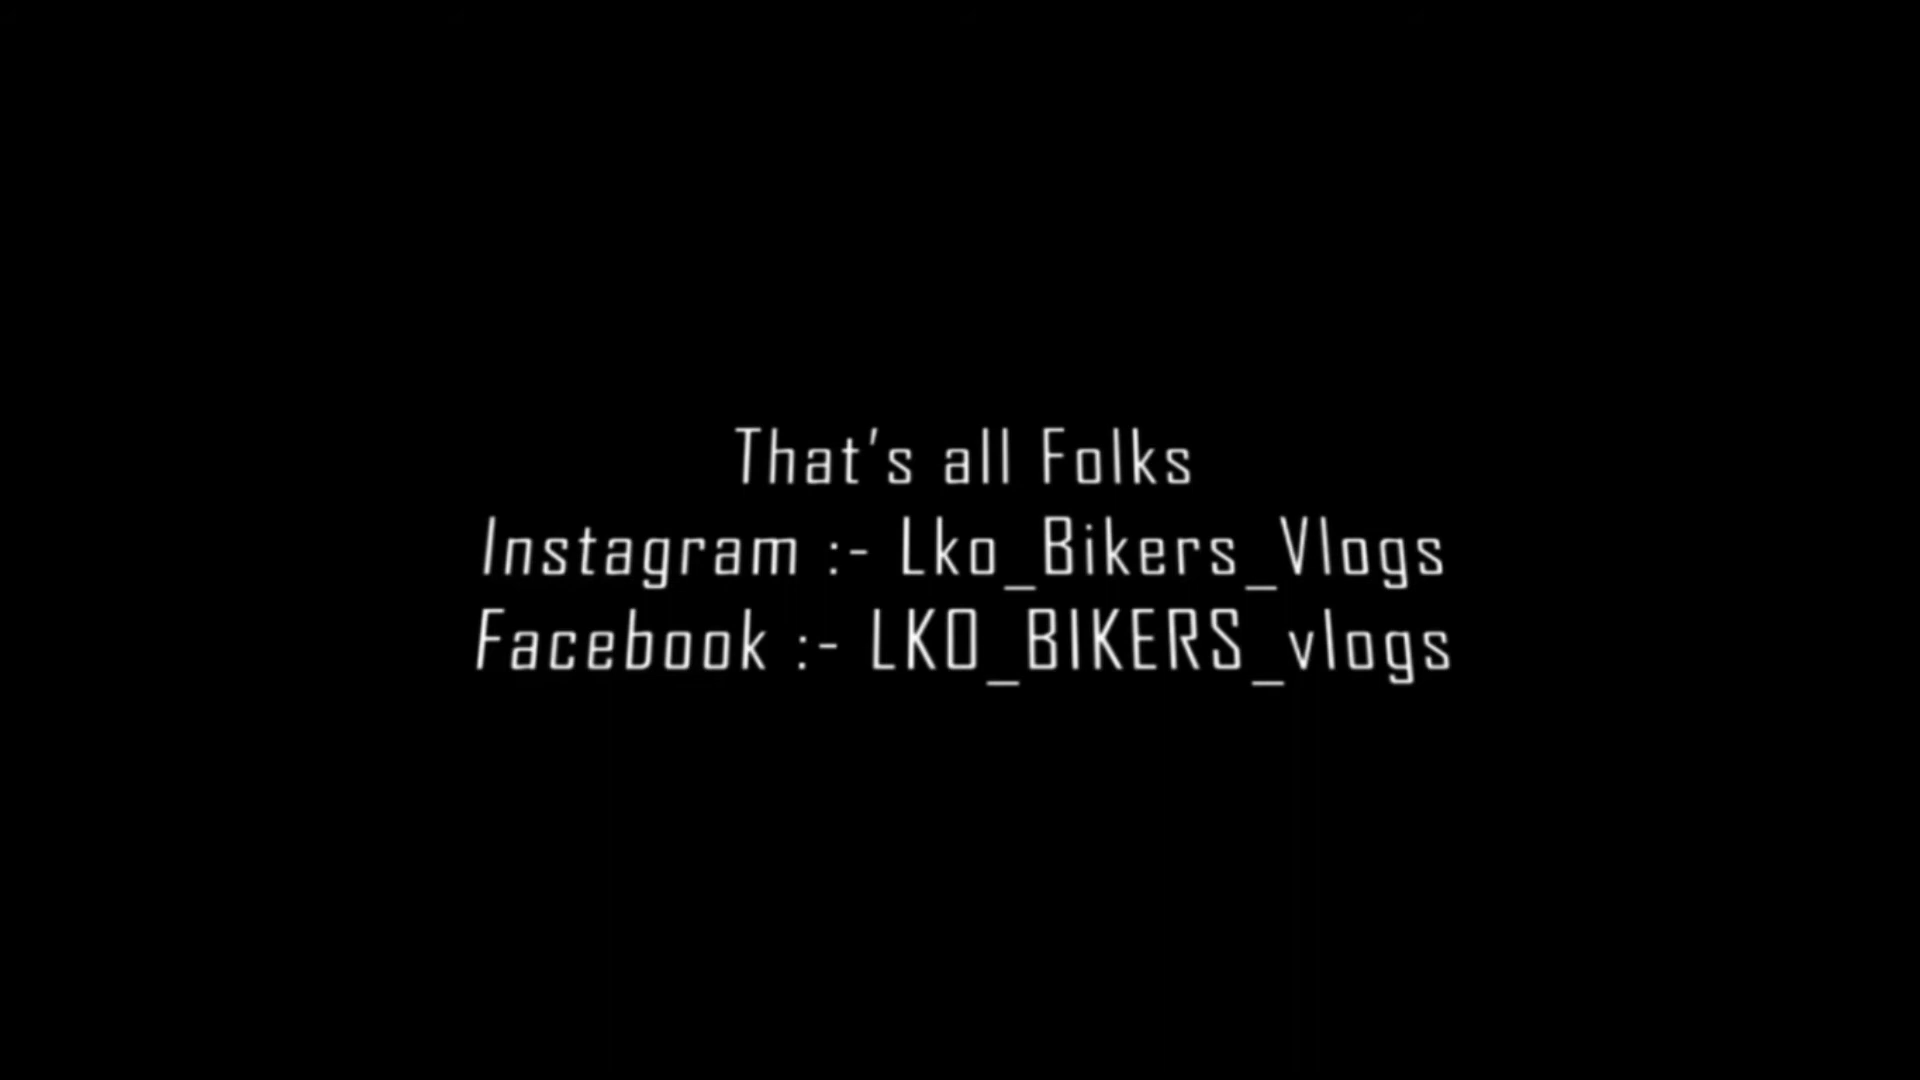 That's all Folks
Instagram :- Lko_Bikers_Vlogs
Facebook :- LKO_BIKERS_vlogs